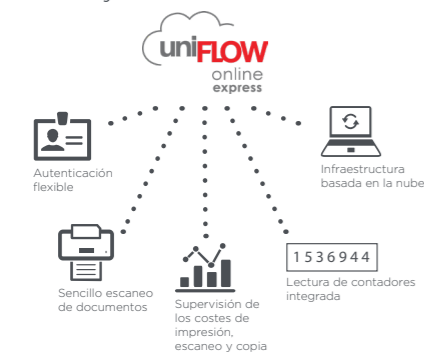 uniFLOW
online
express
Autenticación
flexible
Infraestructura
basada en la nube
Sencillo escaneo
de documentos
Supervisión de
los costes de
impresión,
escaneo y copia
1536944
Lectura de contadores
integrada